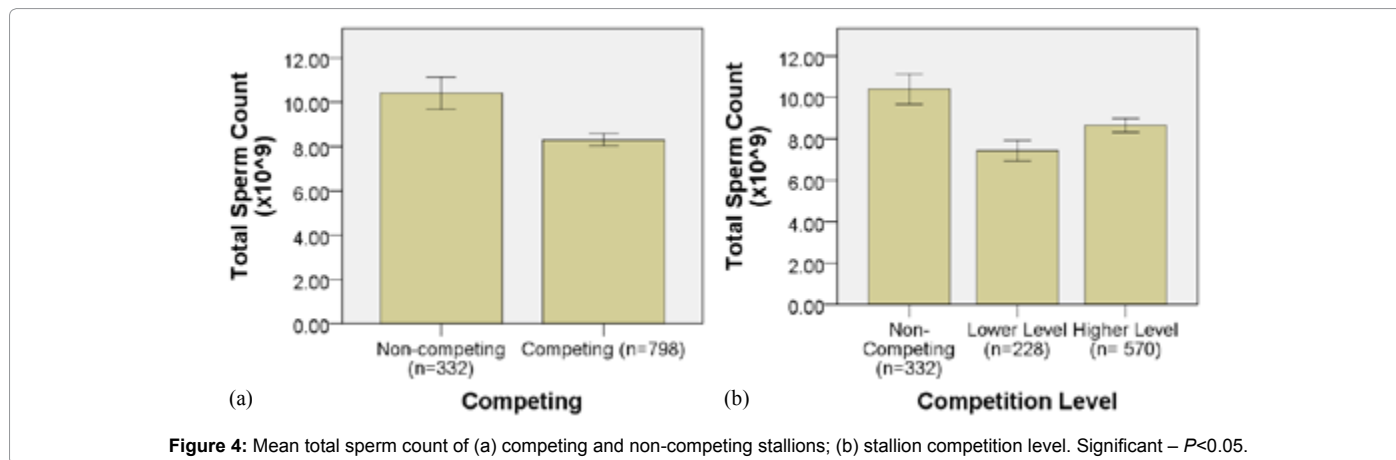 Total Sperm Count
(x10^9)
12.00
10.00
8.00
6.00
4.00
2.00
0.00
Non-competing
(n=332)
Competing (n=798)
(a)
Competing
Total Sperm Count
(x10^9)
12.00
10.00
8.00
6.00
4.00
2.00
0.00
Non-
Competing
(n=332)
Lower Level
(n=228)
Higher Level
(n= 570)
(b)
Competition Level
Figure 4: Mean total sperm count of (a) competing and non-competing stallions; (b) stallion competition level. Significant – P<0.05.